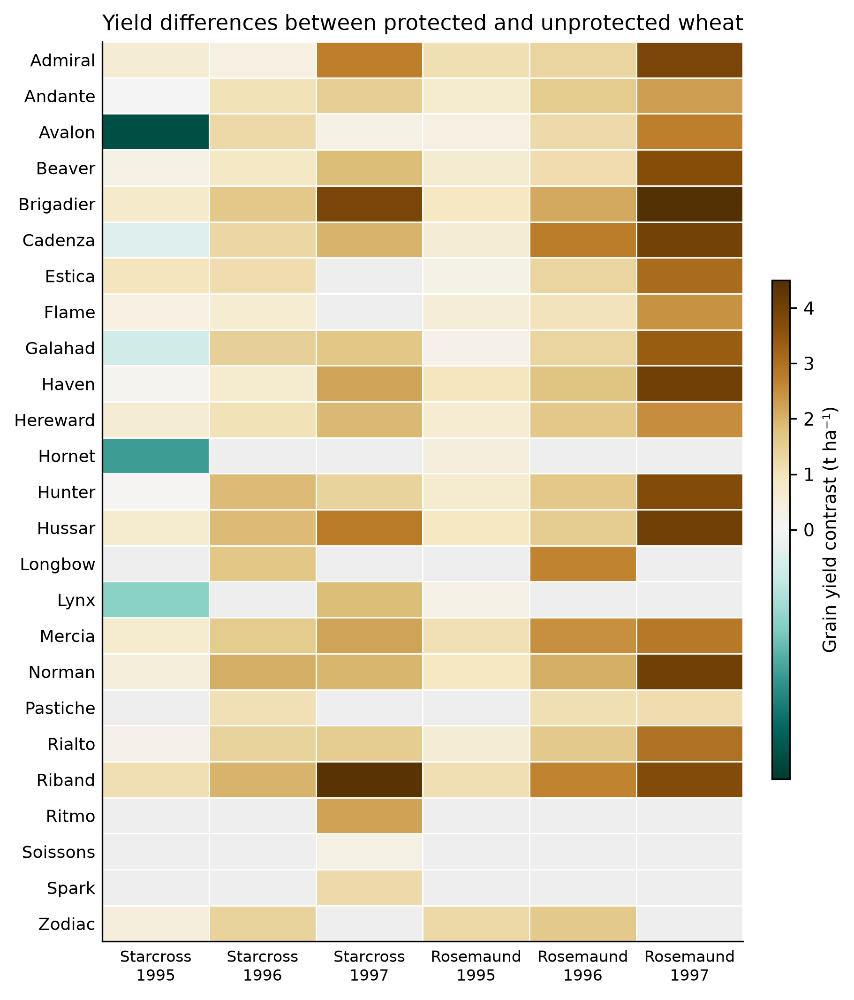 Yield differences between protected and unprotected wheat
Admiral
Andante
Avalon
Beaver
Brigadier
Cadenza
Estica
Flame
Galahad
Haven
Hereward
Hornet
Hunter
Hussar
Longbow
Lynx
Mercia
Norman
Pastiche
Rialto
Riband
Ritmo
Soissons
Spark
Zodiac
Starcross
1995
Starcross
1996
Starcross
1997
Rosemaund
1995
Rosemaund
1996
Rosemaund
1997
4
3
2
1
0
Grain yield contrast (t ha⁻¹)